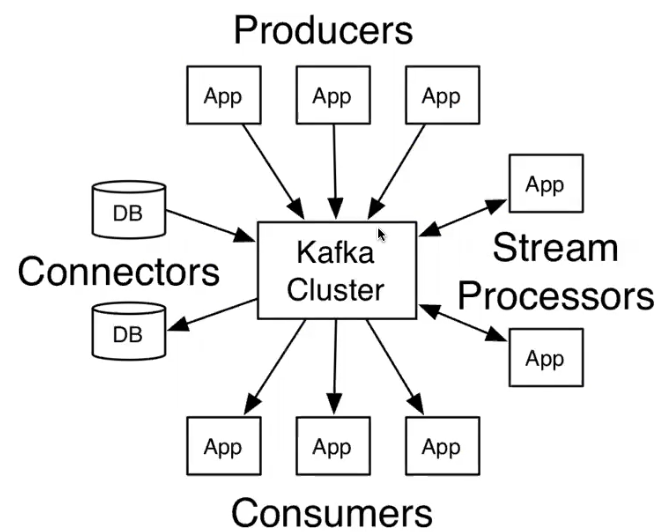 Producers
App
App
App
DB
App
Kafka
Cluster
Connectors
Stream
Processors
DB
App
App
App
App
Consumers